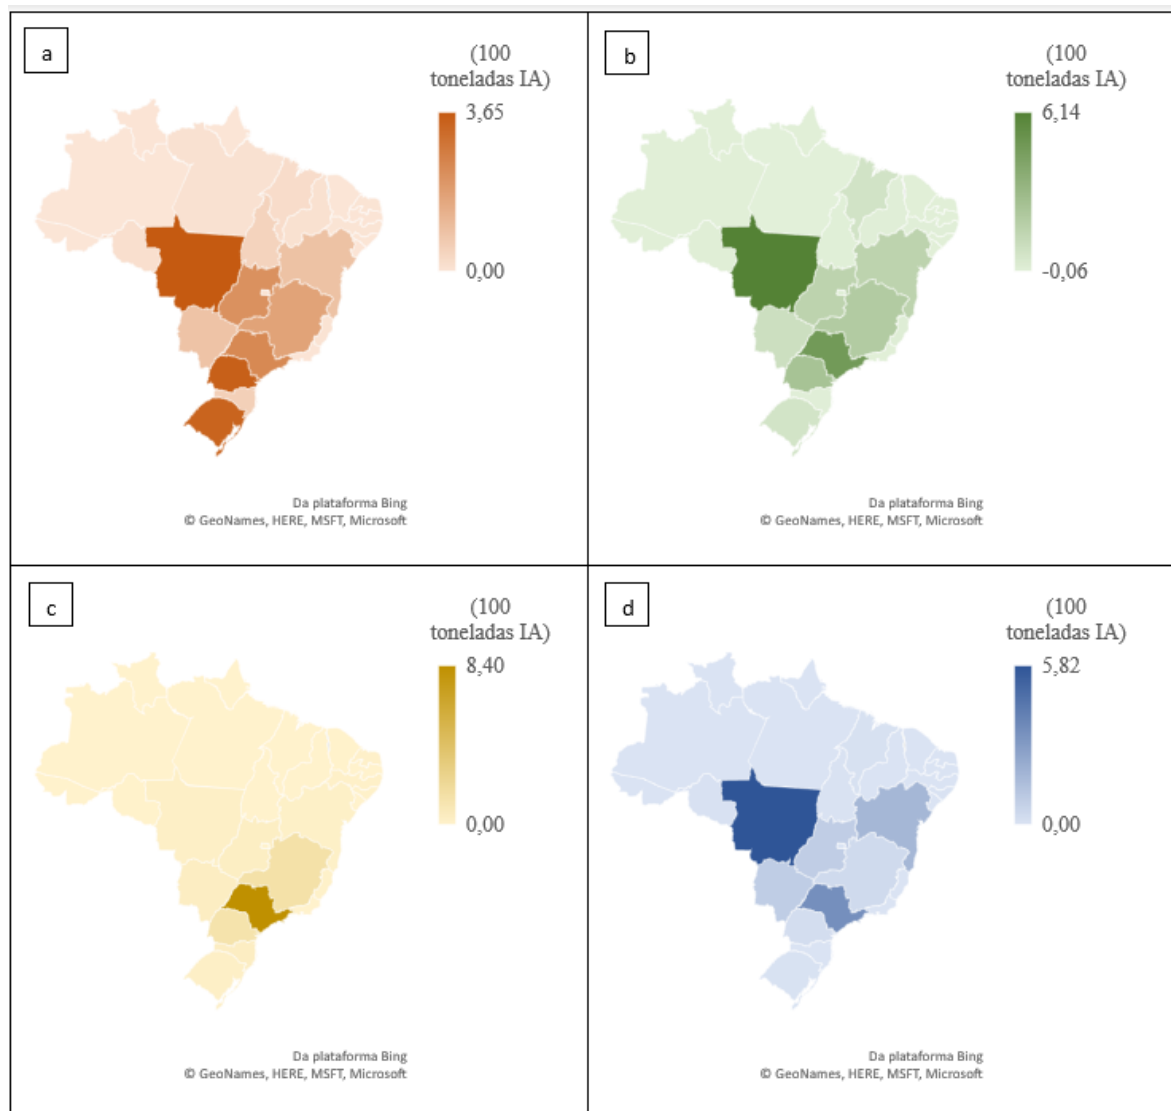 a
(100
toneladas IA)
3,65
0,00
Da plataforma Bing
© GeoNames, HERE, MSFT, Microsoft
b
(100
toneladas IA)
6,14
-0,06
Da plataforma Bing
© GeoNames, HERE, MSFT, Microsoft
c
(100
toneladas IA)
8,40
0,00
Da plataforma Bing
© GeoNames, HERE, MSFT, Microsoft
d
(100
toneladas IA)
5,82
0,00
Da plataforma Bing
© GeoNames, HERE, MSFT, Microsoft